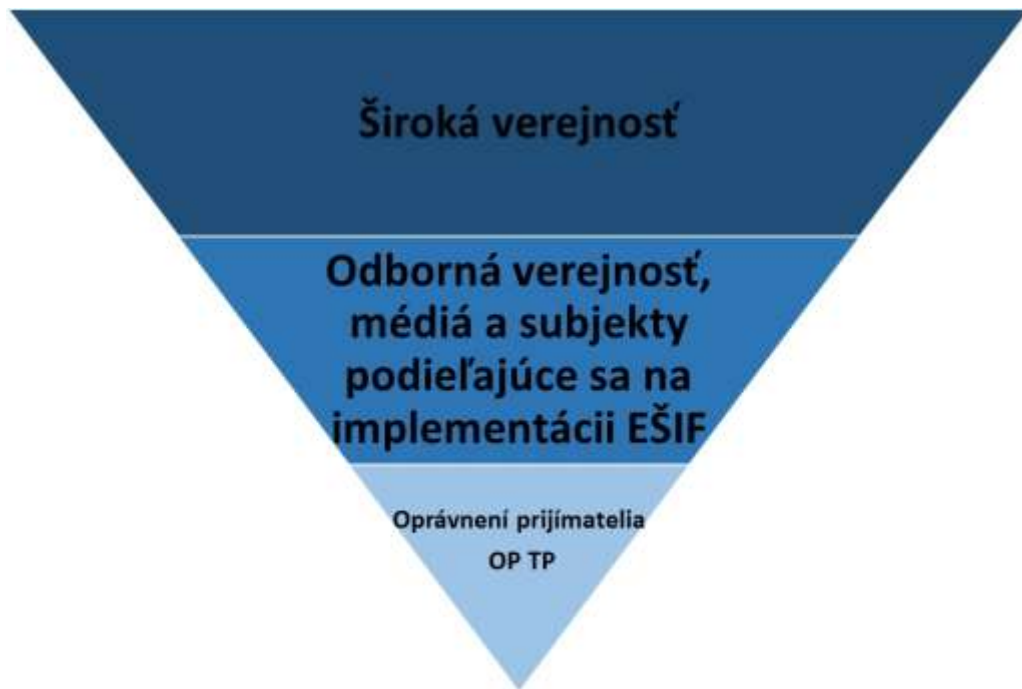 Široká verejnosť
Odborná verejnosť,
médiá a subjekty
podieľajúce sa na
implementácii EŠIF
Oprávnení prijímatelia
OP TP